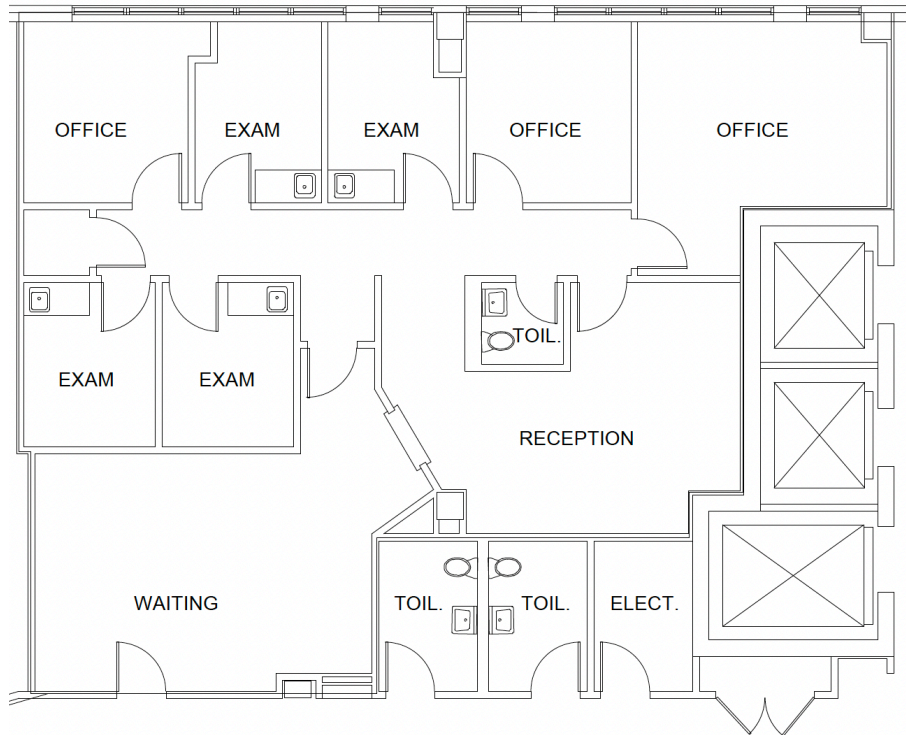 OFFICE
EXAM
EXAM
OFFICE
OFFICE
TOIL.
EXAM
EXAM
RECEPTION
WAITING
TOIL.
TOIL.
ELECT.